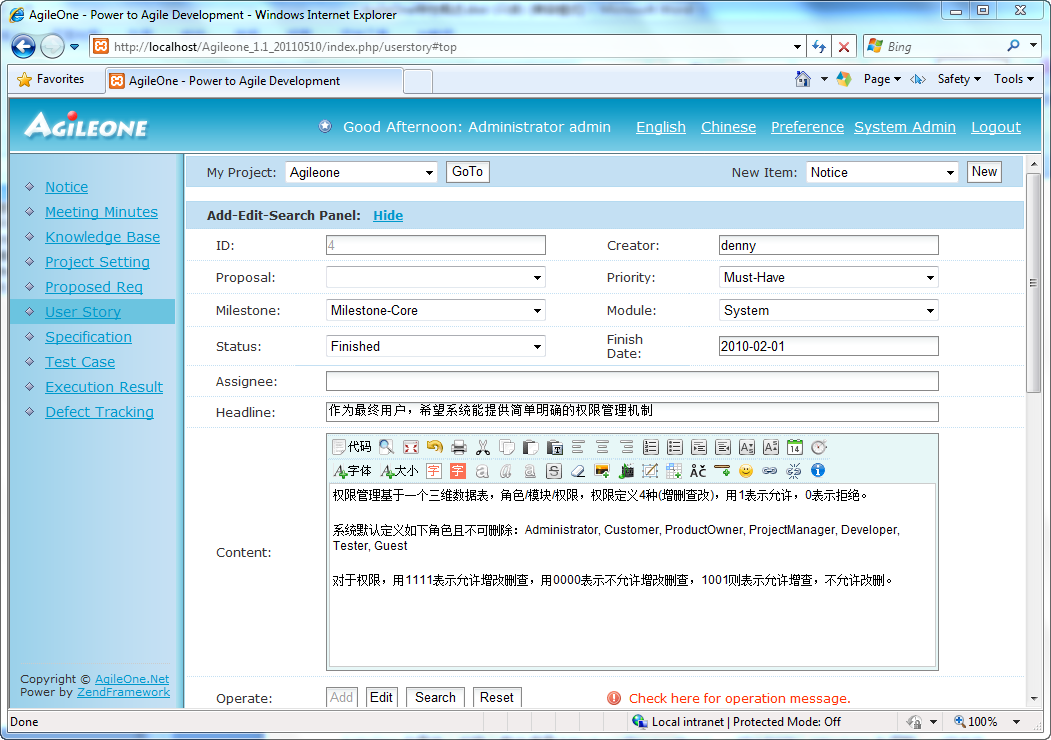 AgileOne - Power to Agile Development - Windows Internet Explorer
http://localhost/Agileone_1.1_20110510/index.php/userstory#top
Bing
Favorites
AgileOne - Power to Agile Development
Page
Safety
Tools
AGILEONE
Good Afternoon: Administrator admin
English
Chinese
Preference
System Admin
Logout
Notice
Meeting Minutes
Knowledge Base
Project Setting
Proposed Req
User Story
Specification
Test Case
Execution Result
Defect Tracking
Copyright © AgileOne.Net
Power by ZendFramework
My Project: Agileone GoTo New Item: Notice New
Add-Edit-Search Panel: Hide
ID: 4 Creator: denny
Proposal: Priority: Must-Have
Milestone: Milestone-Core Module: System
Status: Finished Finish Date: 2010-02-01
Assignee:
Headline: 作为最终用户，希望系统能提供简单明确的权限管理机制
代码
字体 大小
Content:
权限管理基于一个三维数据表，角色/模块/权限，权限定义4种(增删查改)，用1表示允许，0表示拒绝。
系统默认定义如下角色且不可删除：Administrator, Customer, ProductOwner, ProjectManager, Developer,
Tester, Guest
对于权限，用1111表示允许增改删查，用0000表示不允许增改删查，1001则表示允许增查，不允许改删。
Operate: Add Edit Search Reset Check here for operation message.
Done Local intranet | Protected Mode: Off 100%